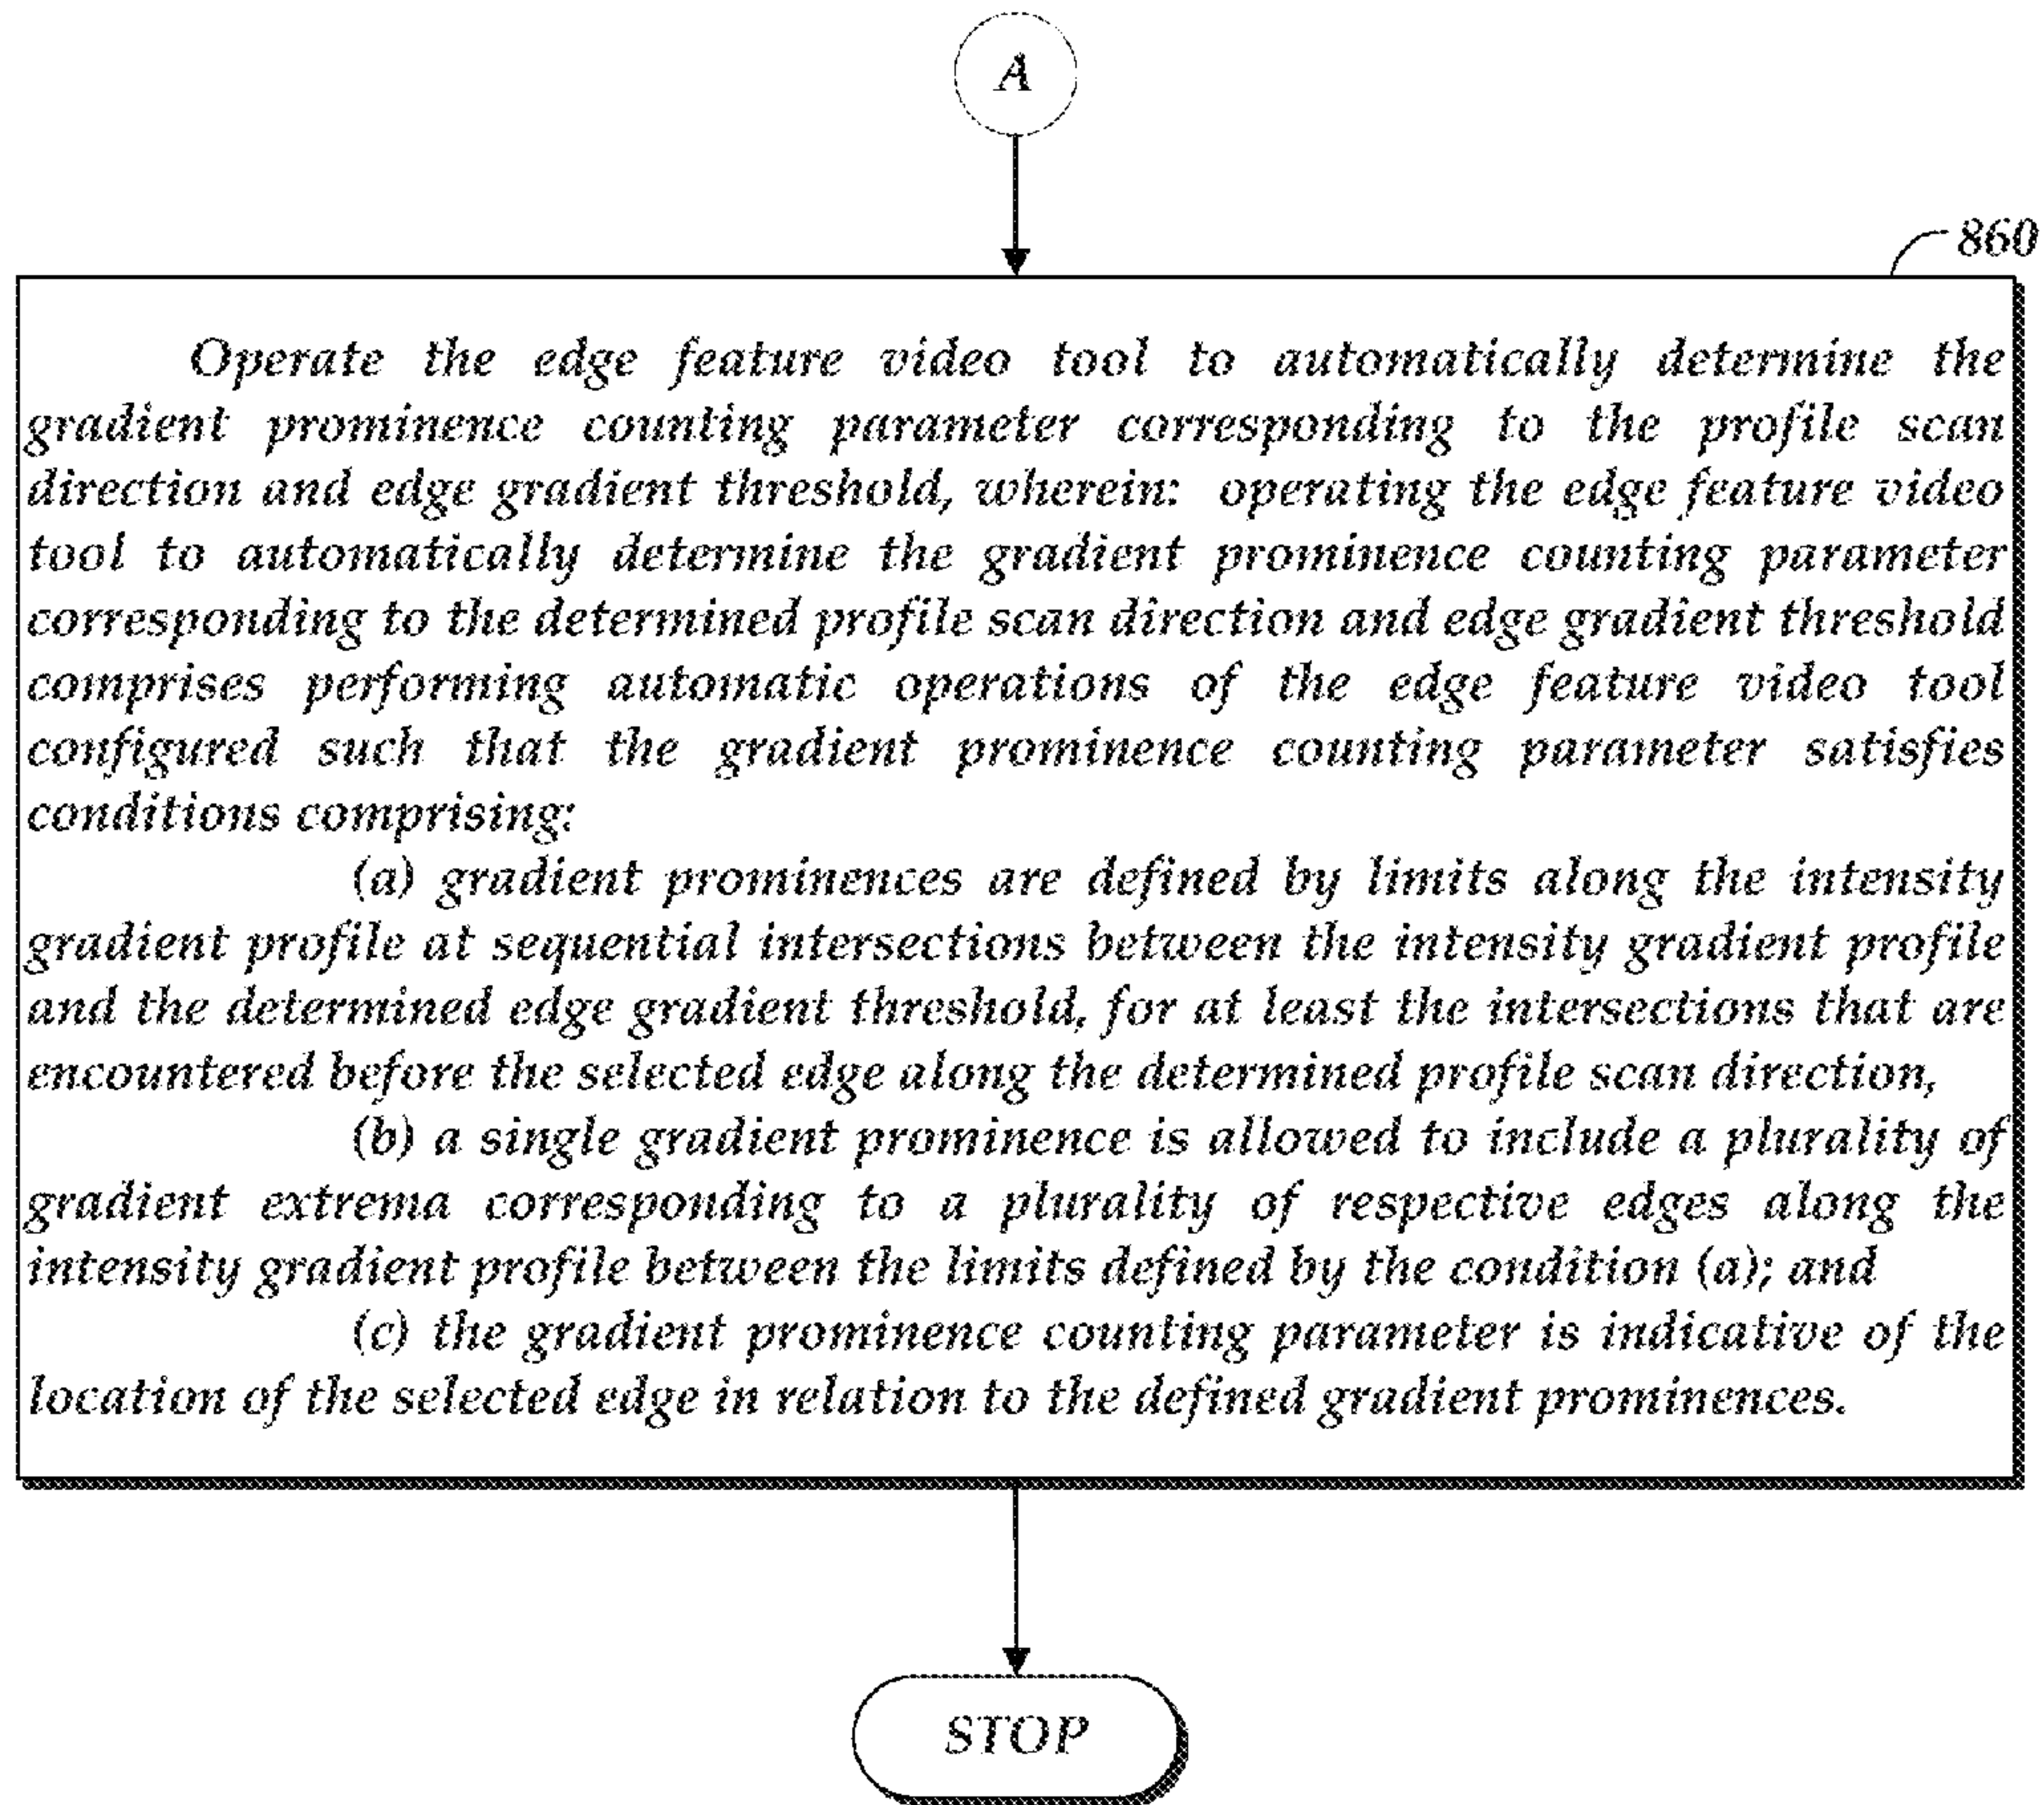 A
860
Operate the edge feature video tool to automatically determine the
gradient prominence counting parameter corresponding to the profile scan
direction and edge gradient threshold, wherein: operating the edge feature video
tool to automatically determine the gradient prominence counting parameter
corresponding to the determined profile scan direction and edge gradient threshold
comprises performing automatic operations of the edge feature video tool
configured such that the gradient prominence counting parameter satisfies
conditions comprising:
(a) gradient prominences are defined by limits along the intensity
gradient profile at sequential intersections between the intensity gradient profile
and the determined edge gradient threshold, for at least the intersections that are
encountered before the selected edge along the determined profile scan direction,
(b) a single gradient prominence is allowed to include a plurality of
gradient extrema corresponding to a plurality of respective edges along the
intensity gradient profile between the limits defined by the condition (a); and
(c) the gradient prominence counting parameter is indicative of the
location of the selected edge in relation to the defined gradient prominences.
STOP